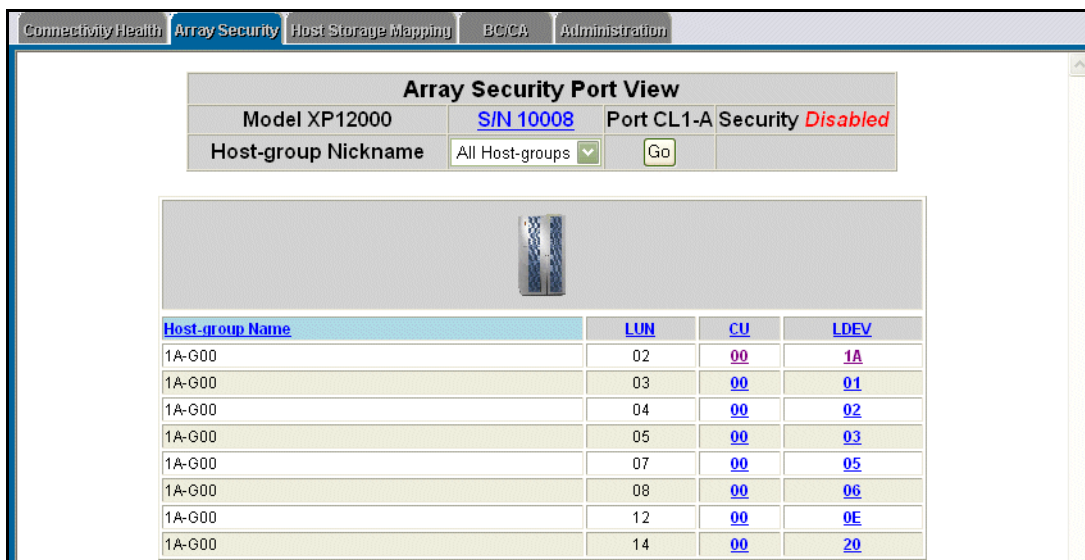 Connectivity Health Array Security Host Storage Mapping BC/CA Administration
Array Security Port View
Model XP12000 S/N 10008 Port CL1-A Security Disabled
Host-group Nickname All Host-groups Go
Host-group Name LUN CU LDEV
1A-G00 02 00 1A
1A-G00 03 00 01
1A-G00 04 00 02
1A-G00 05 00 03
1A-G00 07 00 05
1A-G00 08 00 06
1A-G00 12 00 0E
1A-G00 14 00 20